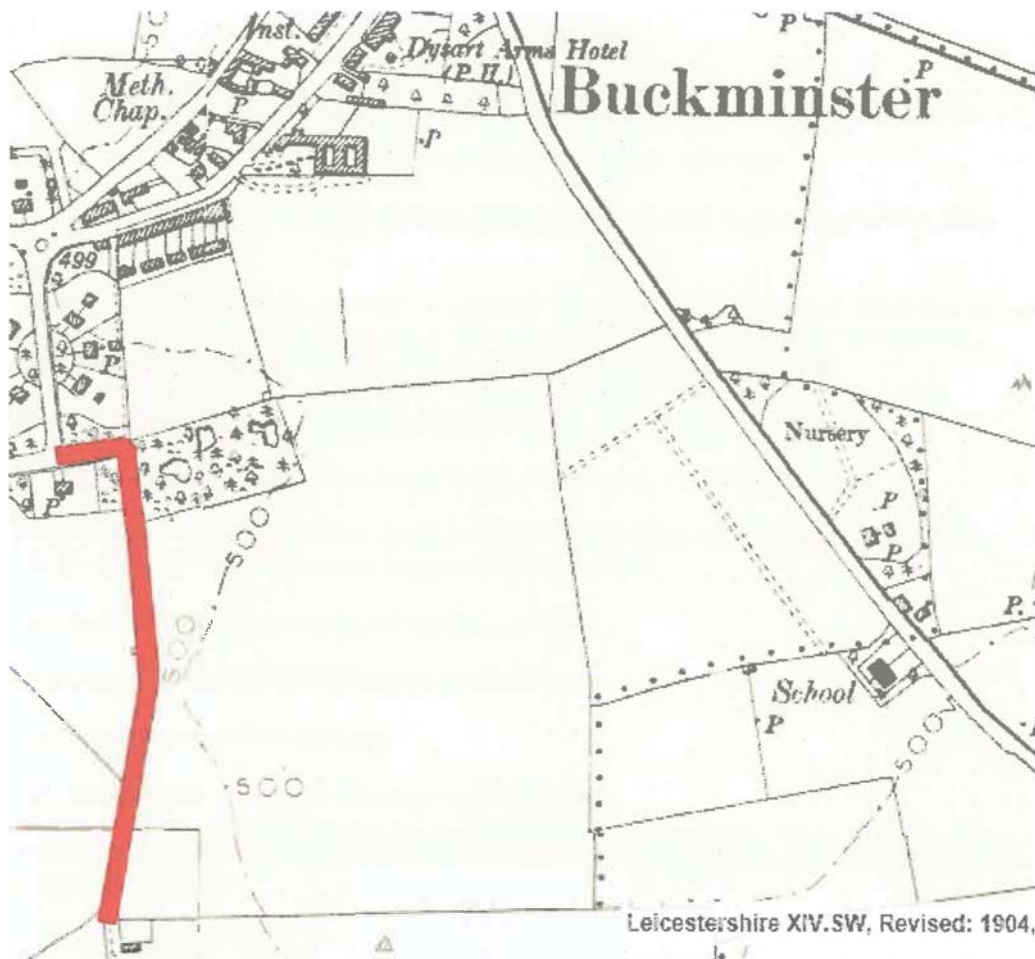 500
Inst.
Dysart Arms Hotel
(P.H.)
P
P
Meth.
Chap.
P
Buckminster
P
499
P
Nursery
P
P
P
500
P.
500
School
P
500
500
Leicestershire XIV.SW, Revised: 1904,